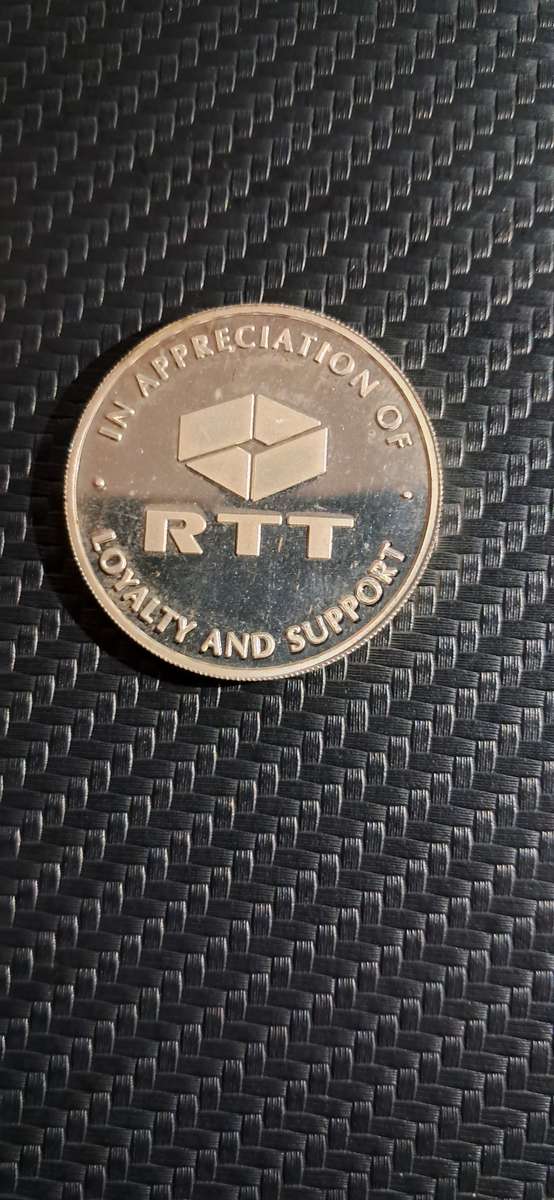 · IN APPRECIATION OF ·
RTT
LOYALTY AND SUPPORT